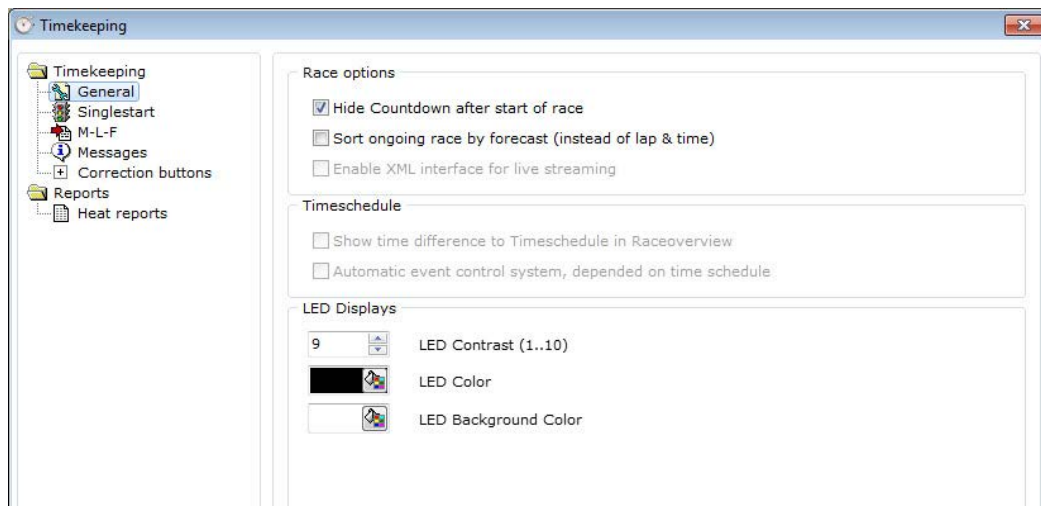 Timekeeping
Timekeeping
General
Singlestart
M-L-F
Messages
Correction buttons
Reports
Heat reports
Race options
Hide Countdown after start of race
Sort ongoing race by forecast (instead of lap & time)
Enable XML interface for live streaming
Timeschedule
Show time difference to Timeschedule in Raceoverview
Automatic event control system, depended on time schedule
LED Displays
9 LED Contrast (1..10)
LED Color
LED Background Color